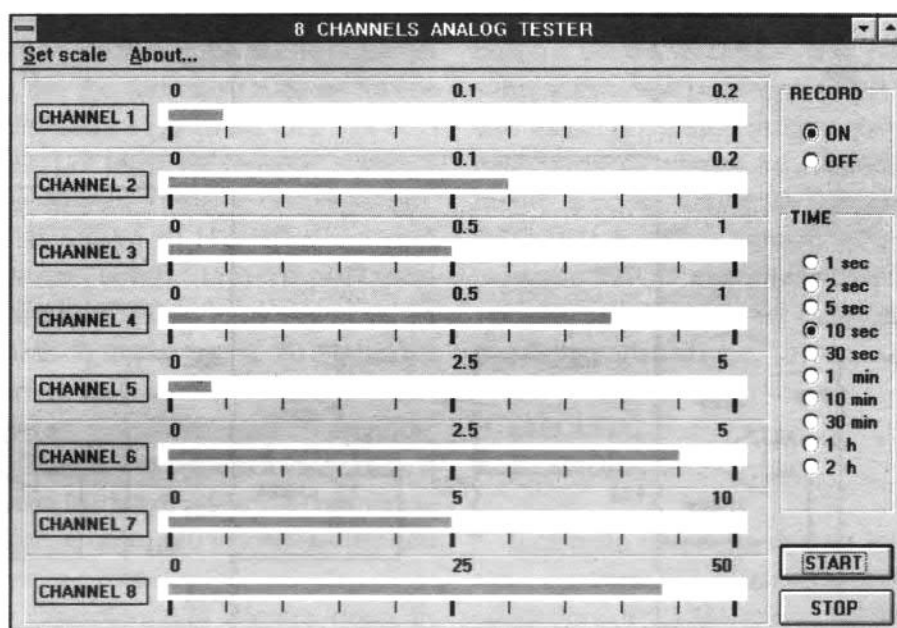 8 CHANNELS ANALOG TESTER
Set scale About...
0 0.1 0.2
CHANNEL 1
0 0.1 0.2
CHANNEL 2
0 0.5 1
CHANNEL 3
0 0.5 1
CHANNEL 4
0 2.5 5
CHANNEL 5
0 2.5 5
CHANNEL 6
0 5 10
CHANNEL 7
0 25 50
CHANNEL 8
RECORD
ON
OFF
TIME
1 sec
2 sec
5 sec
10 sec
30 sec
1 min
10 min
30 min
1 h
2 h
START
STOP